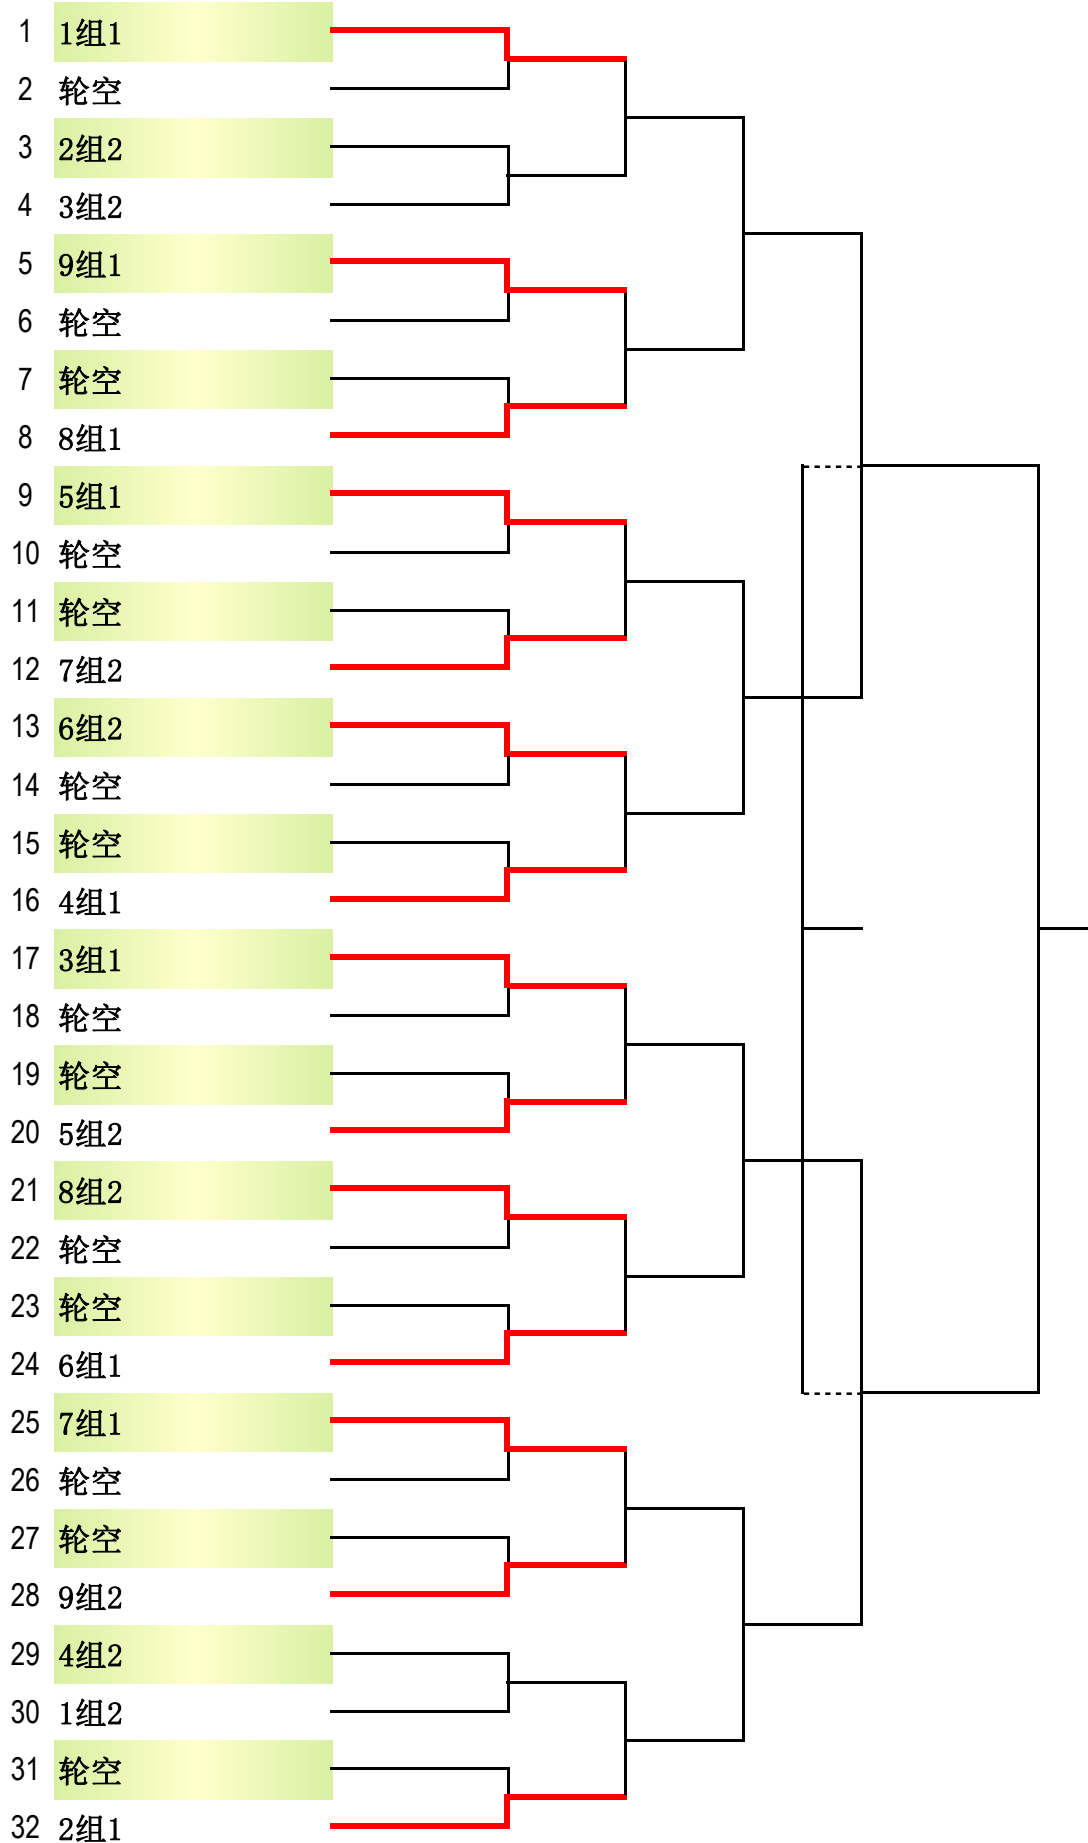 1 1组1
2 轮空
3 2组2
4 3组2
5 9组1
6 轮空
7 轮空
8 8组1
9 5组1
10 轮空
11 轮空
12 7组2
13 6组2
14 轮空
15 轮空
16 4组1
17 3组1
18 轮空
19 轮空
20 5组2
21 8组2
22 轮空
23 轮空
24 6组1
25 7组1
26 轮空
27 轮空
28 9组2
29 4组2
30 1组2
31 轮空
32 2组1